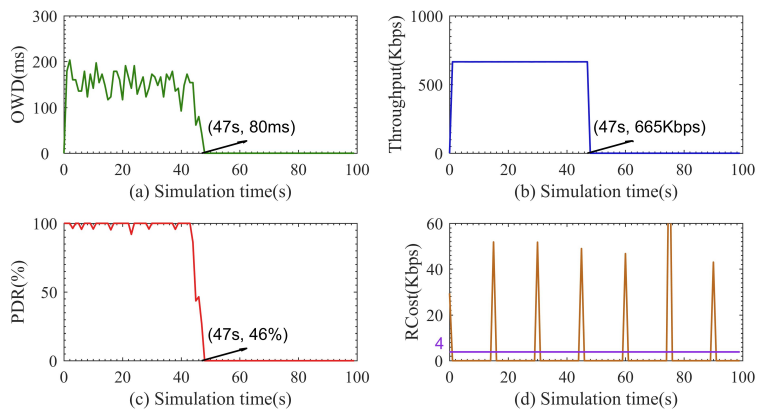 300
200
100
0
OWD(ms)
(47s, 80ms)
0 20 40 60 80 100
(a) Simulation time(s)
1000
500
0
Throughput(Kbps)
(47s, 665Kbps)
0 20 40 60 80 100
(b) Simulation time(s)
100
50
0
PDR(%)
(47s, 46%)
0 20 40 60 80 100
(c) Simulation time(s)
60
40
20
4
0
RCost(Kbps)
0 20 40 60 80 100
(d) Simulation time(s)